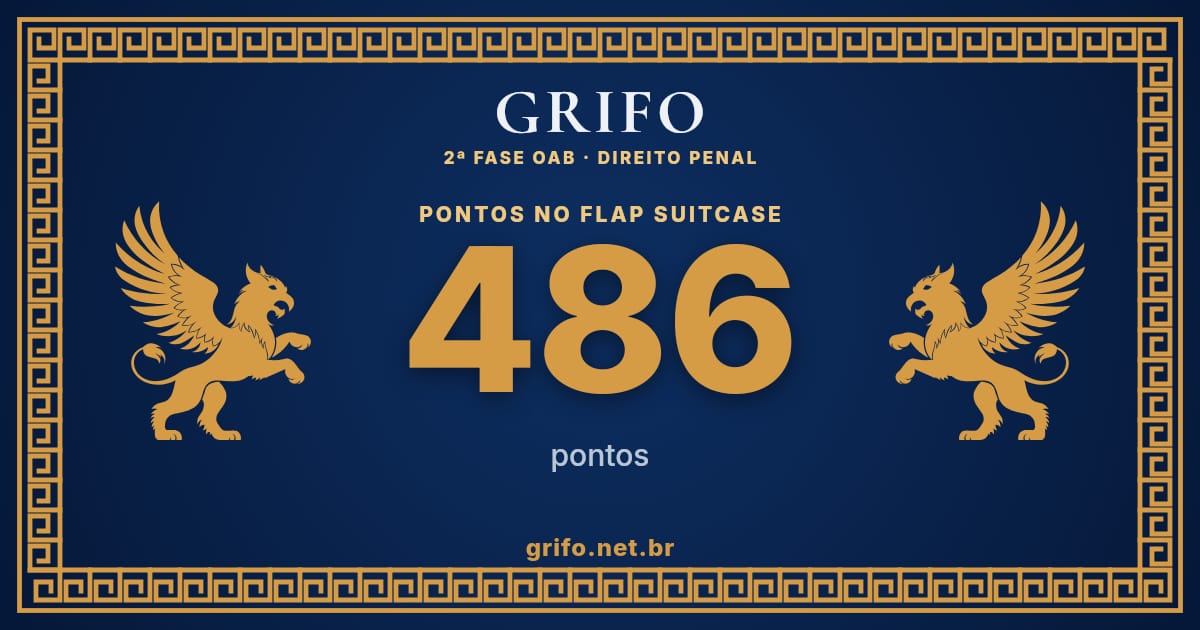 GRIFO
2ª FASE OAB · DIREITO PENAL
PONTOS NO FLAP SUITCASE
486
pontos
grifo.net.br